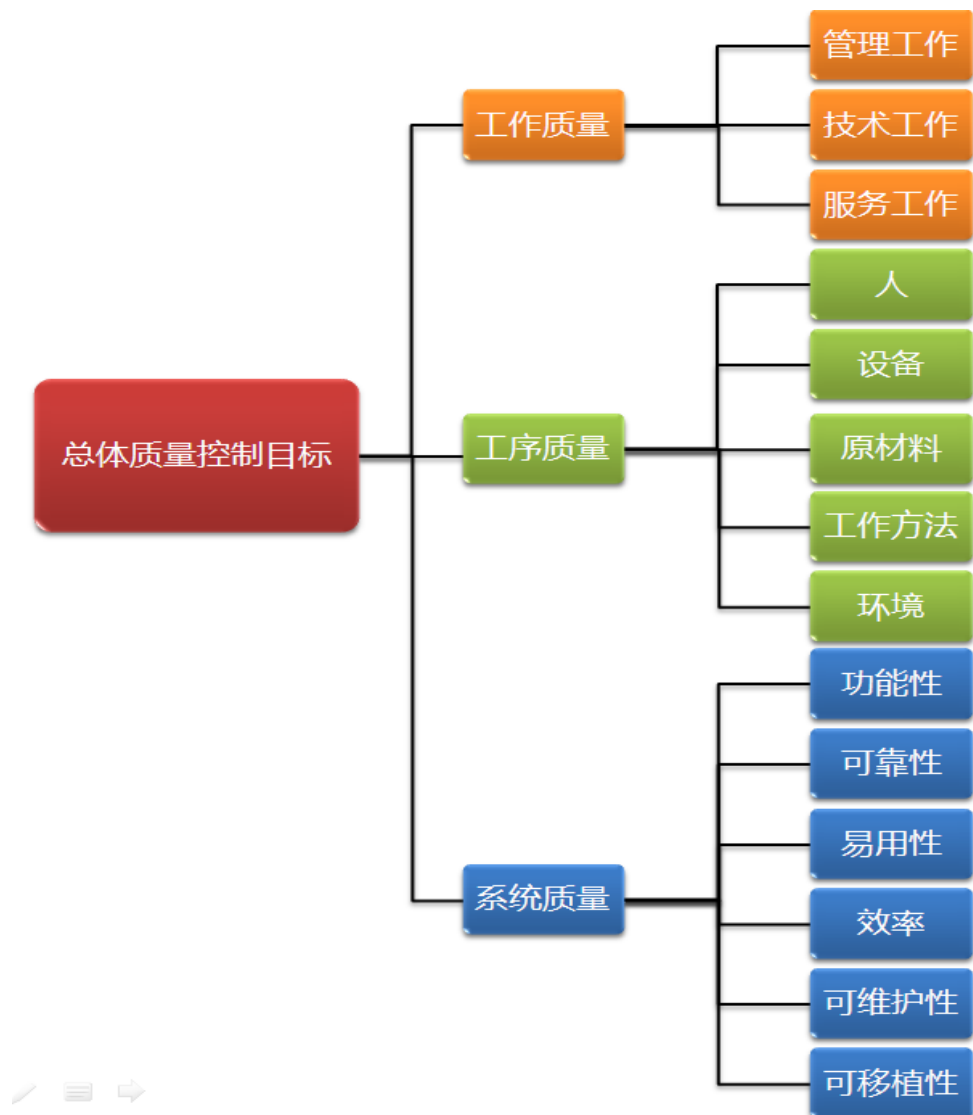 总体质量控制目标
工作质量
管理工作
技术工作
服务工作
工序质量
人
设备
原材料
工作方法
环境
系统质量
功能性
可靠性
易用性
效率
可维护性
可移植性